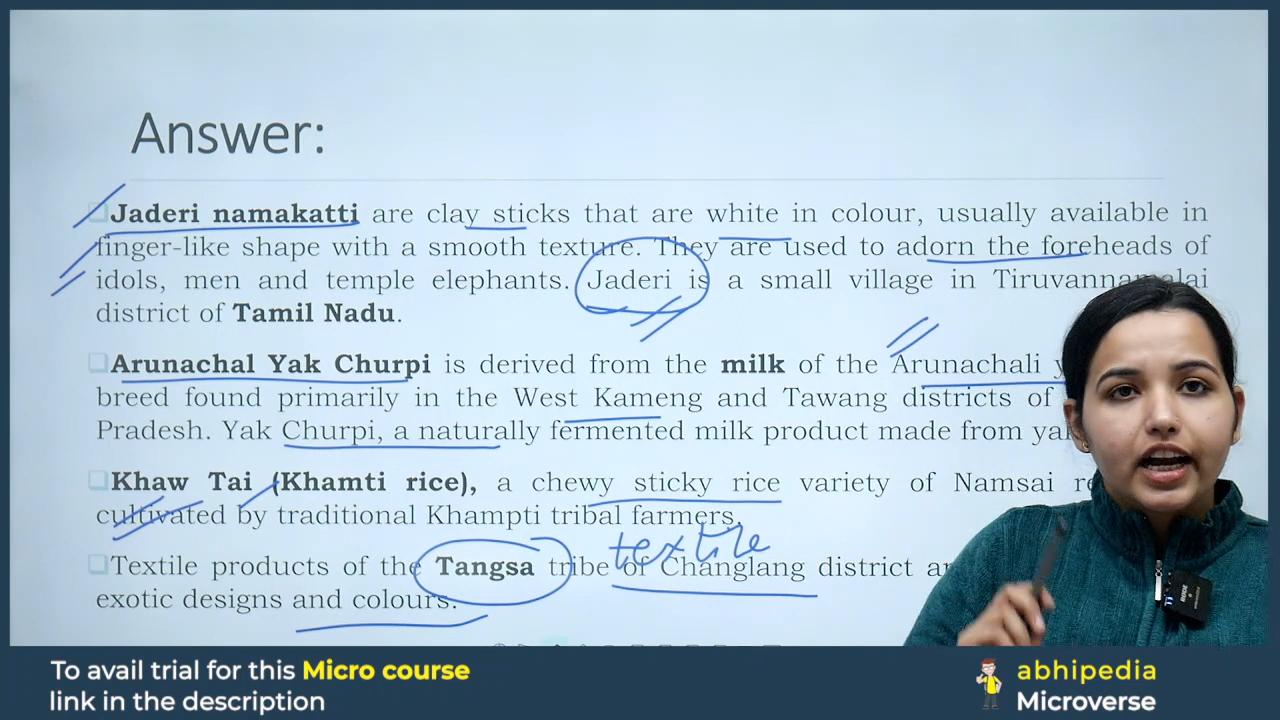 Answer:
Jaderi namakatti are clay sticks that are white in colour, usually available in
finger-like shape with a smooth texture. They are used to adorn the foreheads of
idols, men and temple elephants. Jaderi is a small village in Tiruvannamalai
district of Tamil Nadu.
Arunachal Yak Churpi is derived from the milk of the Arunachali
breed found primarily in the West Kameng and Tawang districts of
Pradesh. Yak Churpi, a naturally fermented milk product made from
Khaw Tai (Khamti rice), a chewy sticky rice variety of Namsai
cultivated by traditional Khampti tribal farmers.
textile
Textile products of the Tangsa tribe of Changlang district
exotic designs and colours.
To avail trial for this Micro course
link in the description
abhipedia
Microverse